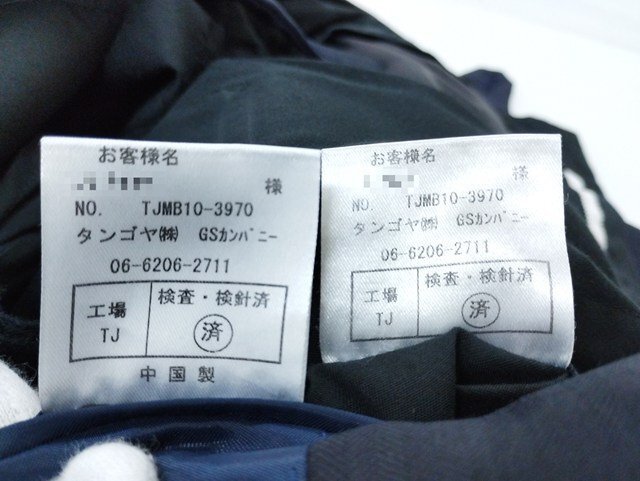 お客様名
様
NO. TJMB10-3970
タンゴヤ㈱ GSカンパニー
06-6206-2711
工場 検査・検針済
TJ 済
中国製
お客様名
様
NO. TJMB10-3970
タンゴヤ㈱ GSカンパニー
06-6206-2711
工場 検査・検針済
TJ 済